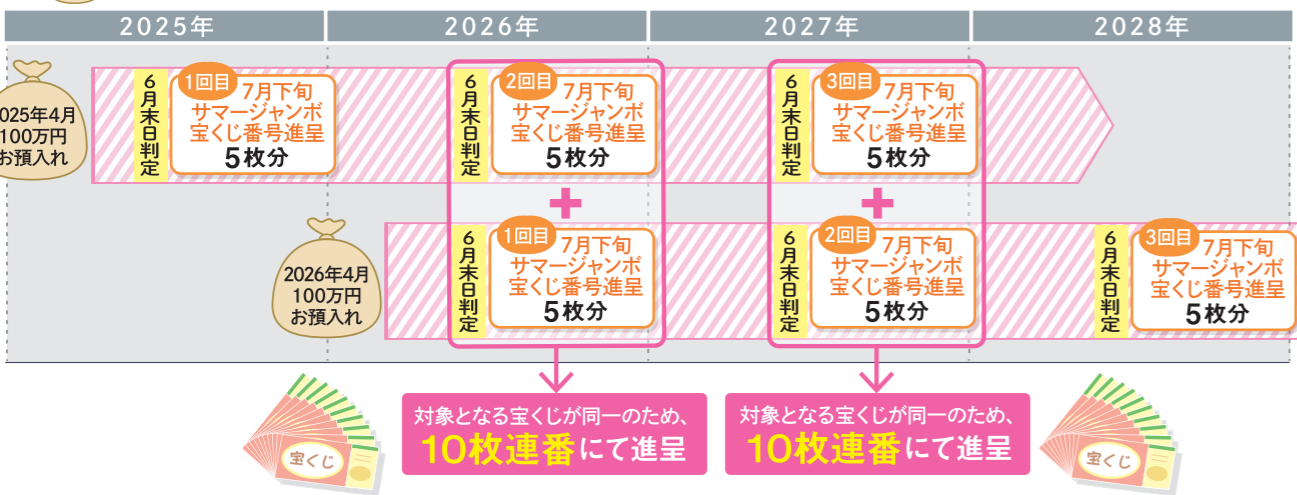 2025年
2026年
2027年
2028年
025年4月
100万円
お預入れ
6月末日判定
1回目
7月下旬
サマージャンボ
宝くじ番号進呈
5枚分
6月末日判定
2回目
7月下旬
サマージャンボ
宝くじ番号進呈
5枚分
6月末日判定
3回目
7月下旬
サマージャンボ
宝くじ番号進呈
5枚分
+
+
2026年4月
100万円
お預入れ
6月末日判定
1回目
7月下旬
サマージャンボ
宝くじ番号進呈
5枚分
6月末日判定
2回目
7月下旬
サマージャンボ
宝くじ番号進呈
5枚分
6月末日判定
3回目
7月下旬
サマージャンボ
宝くじ番号進呈
5枚分
宝くじ
対象となる宝くじが同一のため、
10枚連番にて進呈
対象となる宝くじが同一のため、
10枚連番にて進呈
宝くじ